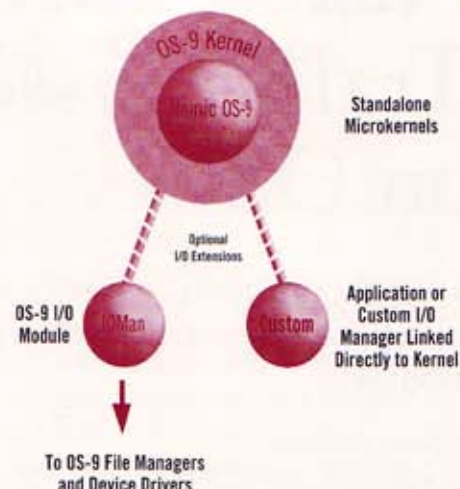 OS-9 Kernel
Atomic OS-9
Standalone
Microkernels
Optional
I/O Extensions
OS-9 I/O
Module
IOMan
Custom
Application or
Custom I/O
Manager Linked
Directly to Kernel
To OS-9 File Managers
and Device Drivers